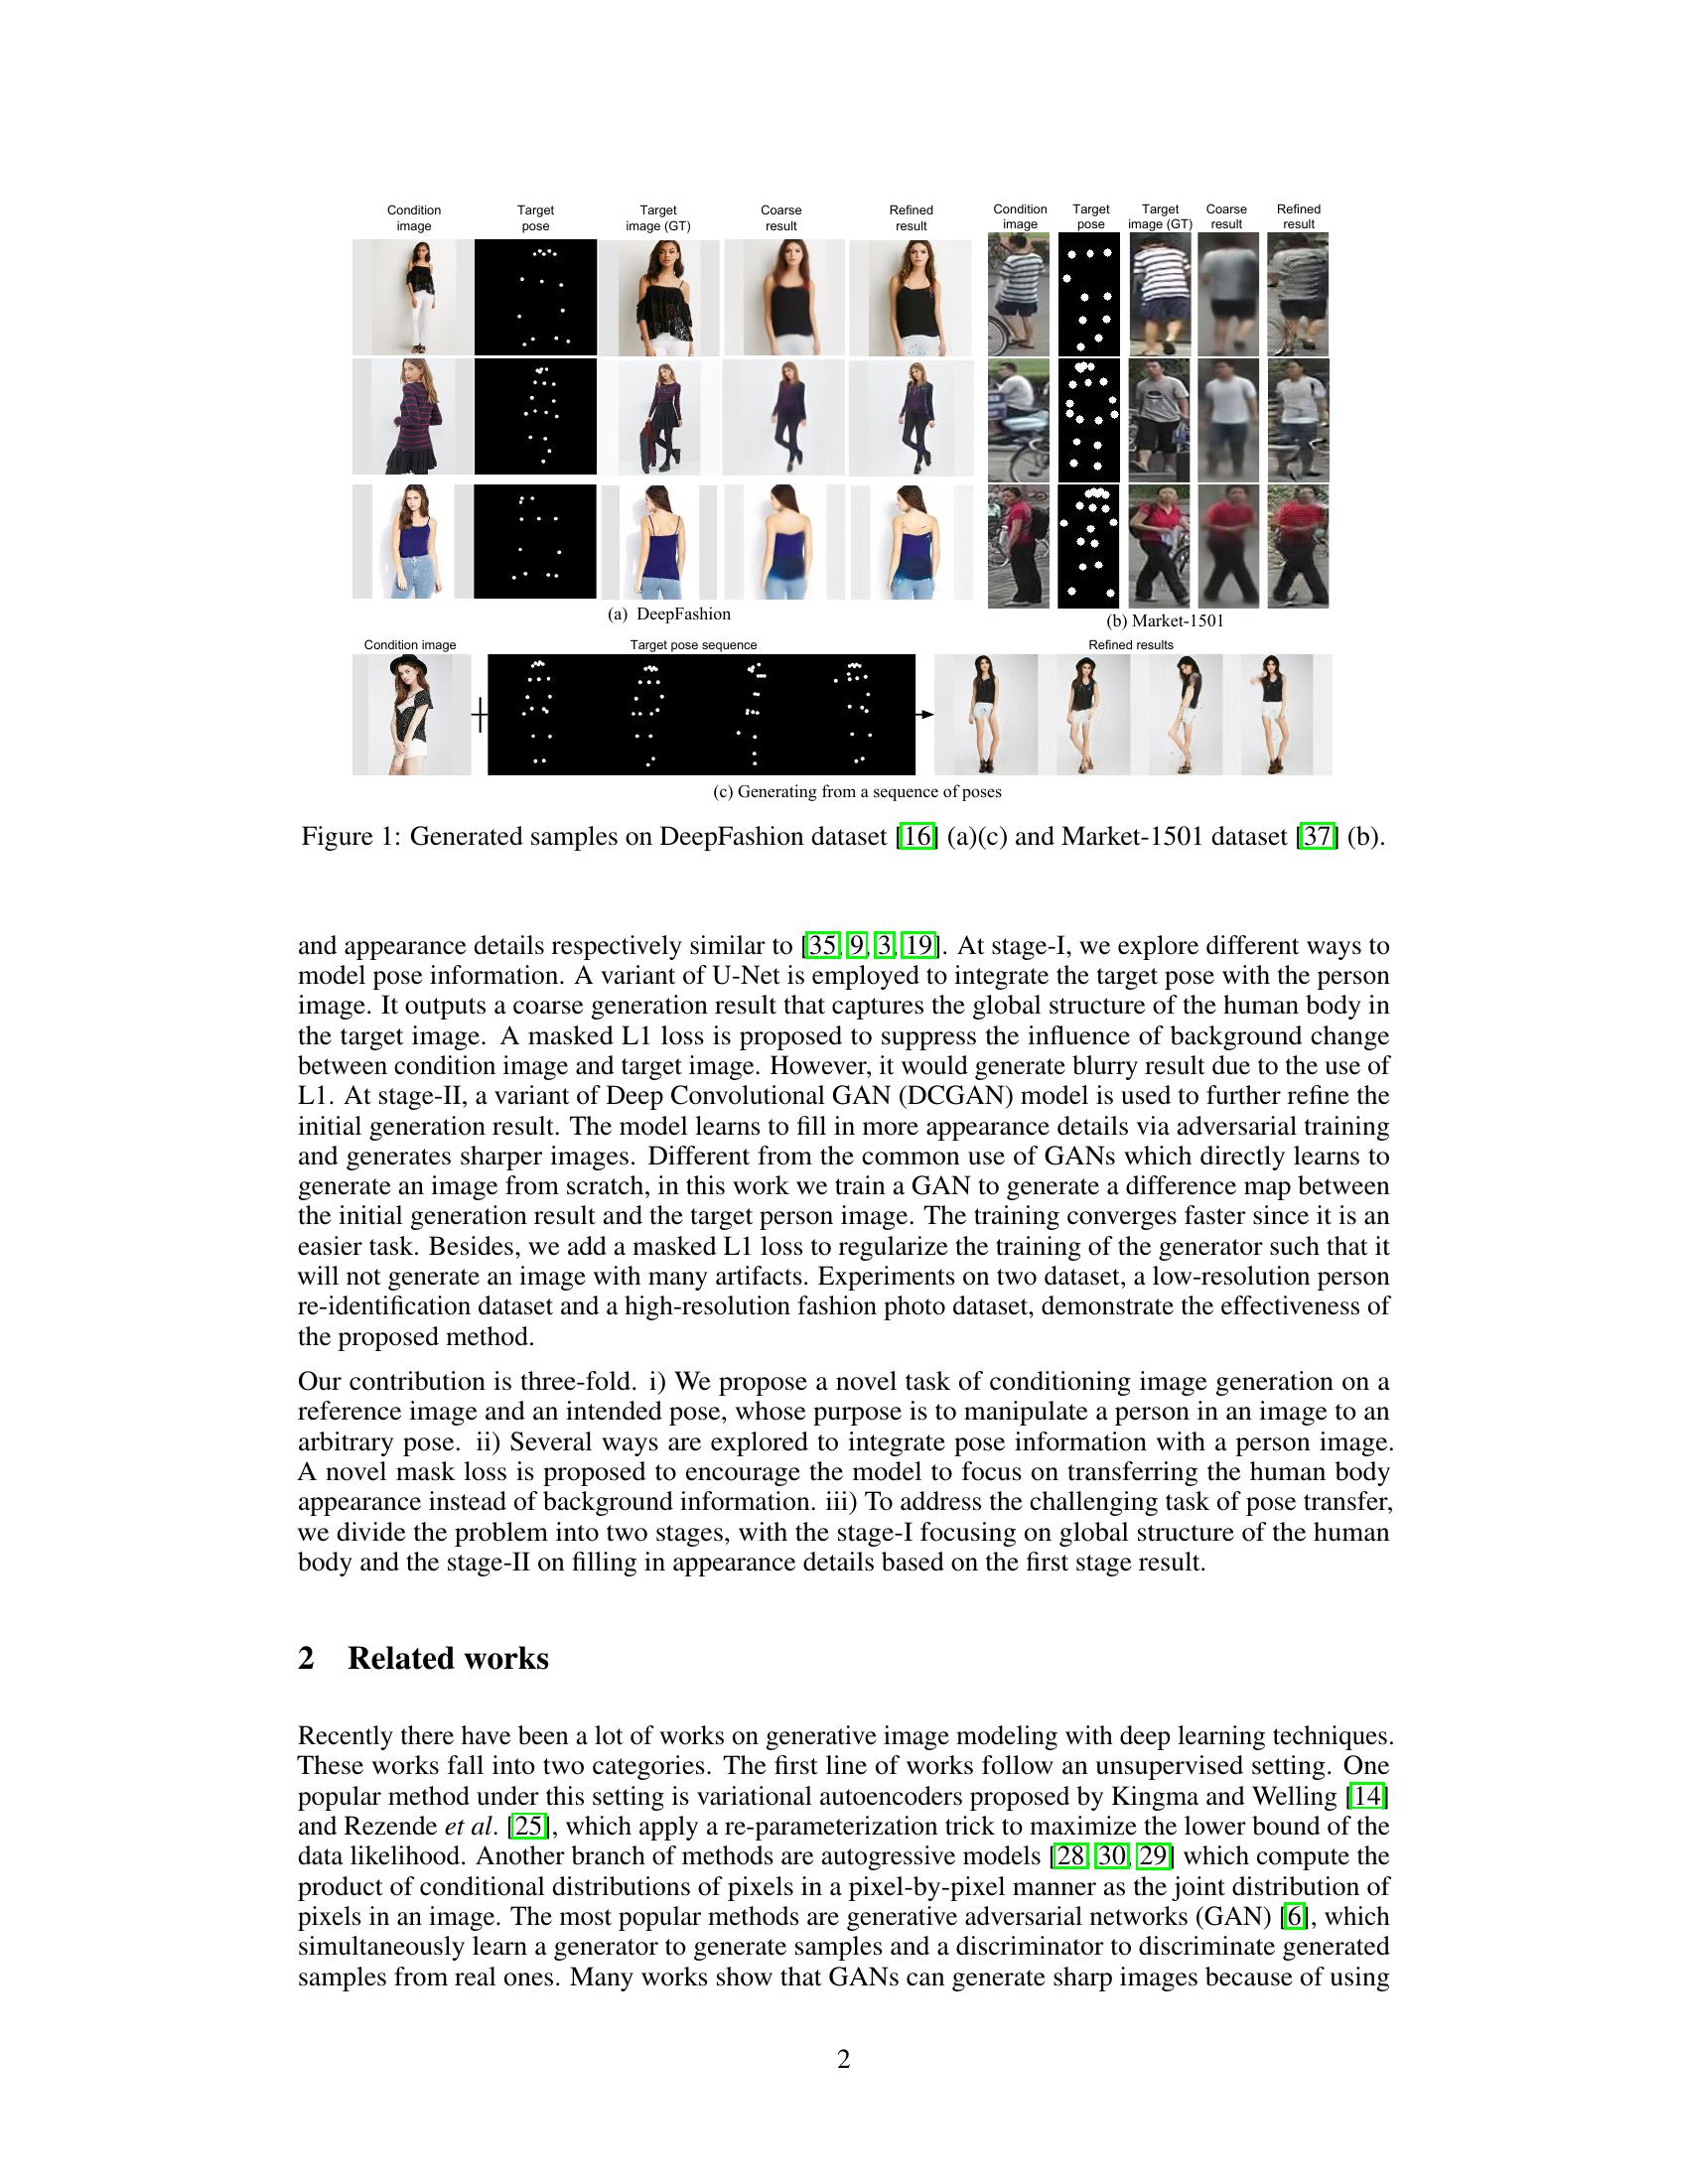 Condition image
Target pose
Target image (GT)
Coarse result
Refined result
Condition image
Target pose
Target image (GT)
Coarse result
Refined result
(a) DeepFashion
(b) Market-1501
Condition image
Target pose sequence
Refined results
(c) Generating from a sequence of poses
Figure 1: Generated samples on DeepFashion dataset [16] (a)(c) and Market-1501 dataset [37] (b).
and appearance details respectively similar to [35, 9, 3, 19]. At stage-I, we explore different ways to
model pose information. A variant of U-Net is employed to integrate the target pose with the person
image. It outputs a coarse generation result that captures the global structure of the human body in
the target image. A masked L1 loss is proposed to suppress the influence of background change
between condition image and target image. However, it would generate blurry result due to the use of
L1. At stage-II, a variant of Deep Convolutional GAN (DCGAN) model is used to further refine the
initial generation result. The model learns to fill in more appearance details via adversarial training
and generates sharper images. Different from the common use of GANs which directly learns to
generate an image from scratch, in this work we train a GAN to generate a difference map between
the initial generation result and the target person image. The training converges faster since it is an
easier task. Besides, we add a masked L1 loss to regularize the training of the generator such that it
will not generate an image with many artifacts. Experiments on two dataset, a low-resolution person
re-identification dataset and a high-resolution fashion photo dataset, demonstrate the effectiveness of
the proposed method.
Our contribution is three-fold. i) We propose a novel task of conditioning image generation on a
reference image and an intended pose, whose purpose is to manipulate a person in an image to an
arbitrary pose. ii) Several ways are explored to integrate pose information with a person image.
A novel mask loss is proposed to encourage the model to focus on transferring the human body
appearance instead of background information. iii) To address the challenging task of pose transfer,
we divide the problem into two stages, with the stage-I focusing on global structure of the human
body and the stage-II on filling in appearance details based on the first stage result.
2 Related works
Recently there have been a lot of works on generative image modeling with deep learning techniques.
These works fall into two categories. The first line of works follow an unsupervised setting. One
popular method under this setting is variational autoencoders proposed by Kingma and Welling [14]
and Rezende et al. [25], which apply a re-parameterization trick to maximize the lower bound of the
data likelihood. Another branch of methods are autogressive models [28, 30, 29] which compute the
product of conditional distributions of pixels in a pixel-by-pixel manner as the joint distribution of
pixels in an image. The most popular methods are generative adversarial networks (GAN) [6], which
simultaneously learn a generator to generate samples and a discriminator to discriminate generated
samples from real ones. Many works show that GANs can generate sharp images because of using
2